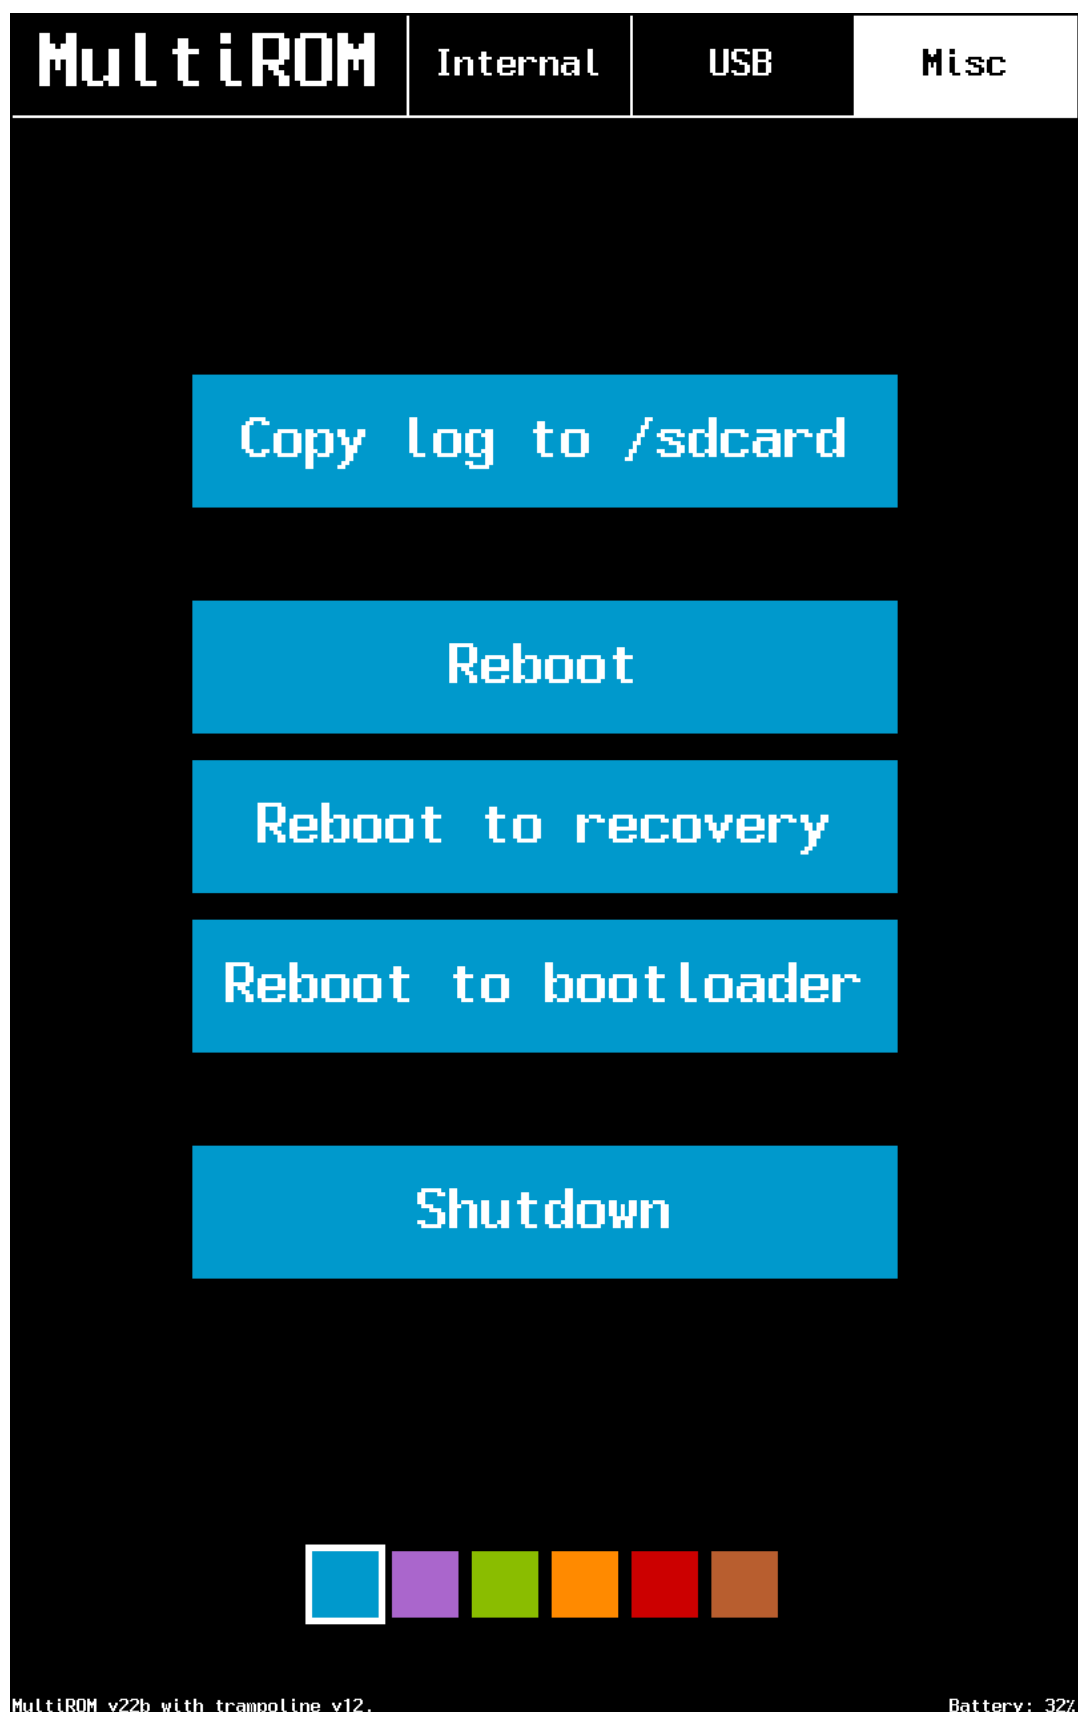 MultiROM Internal USB Misc
Copy log to /sdcard
Reboot
Reboot to recovery
Reboot to bootloader
Shutdown
MultiROM v22b with trampoline v12. Battery: 32%